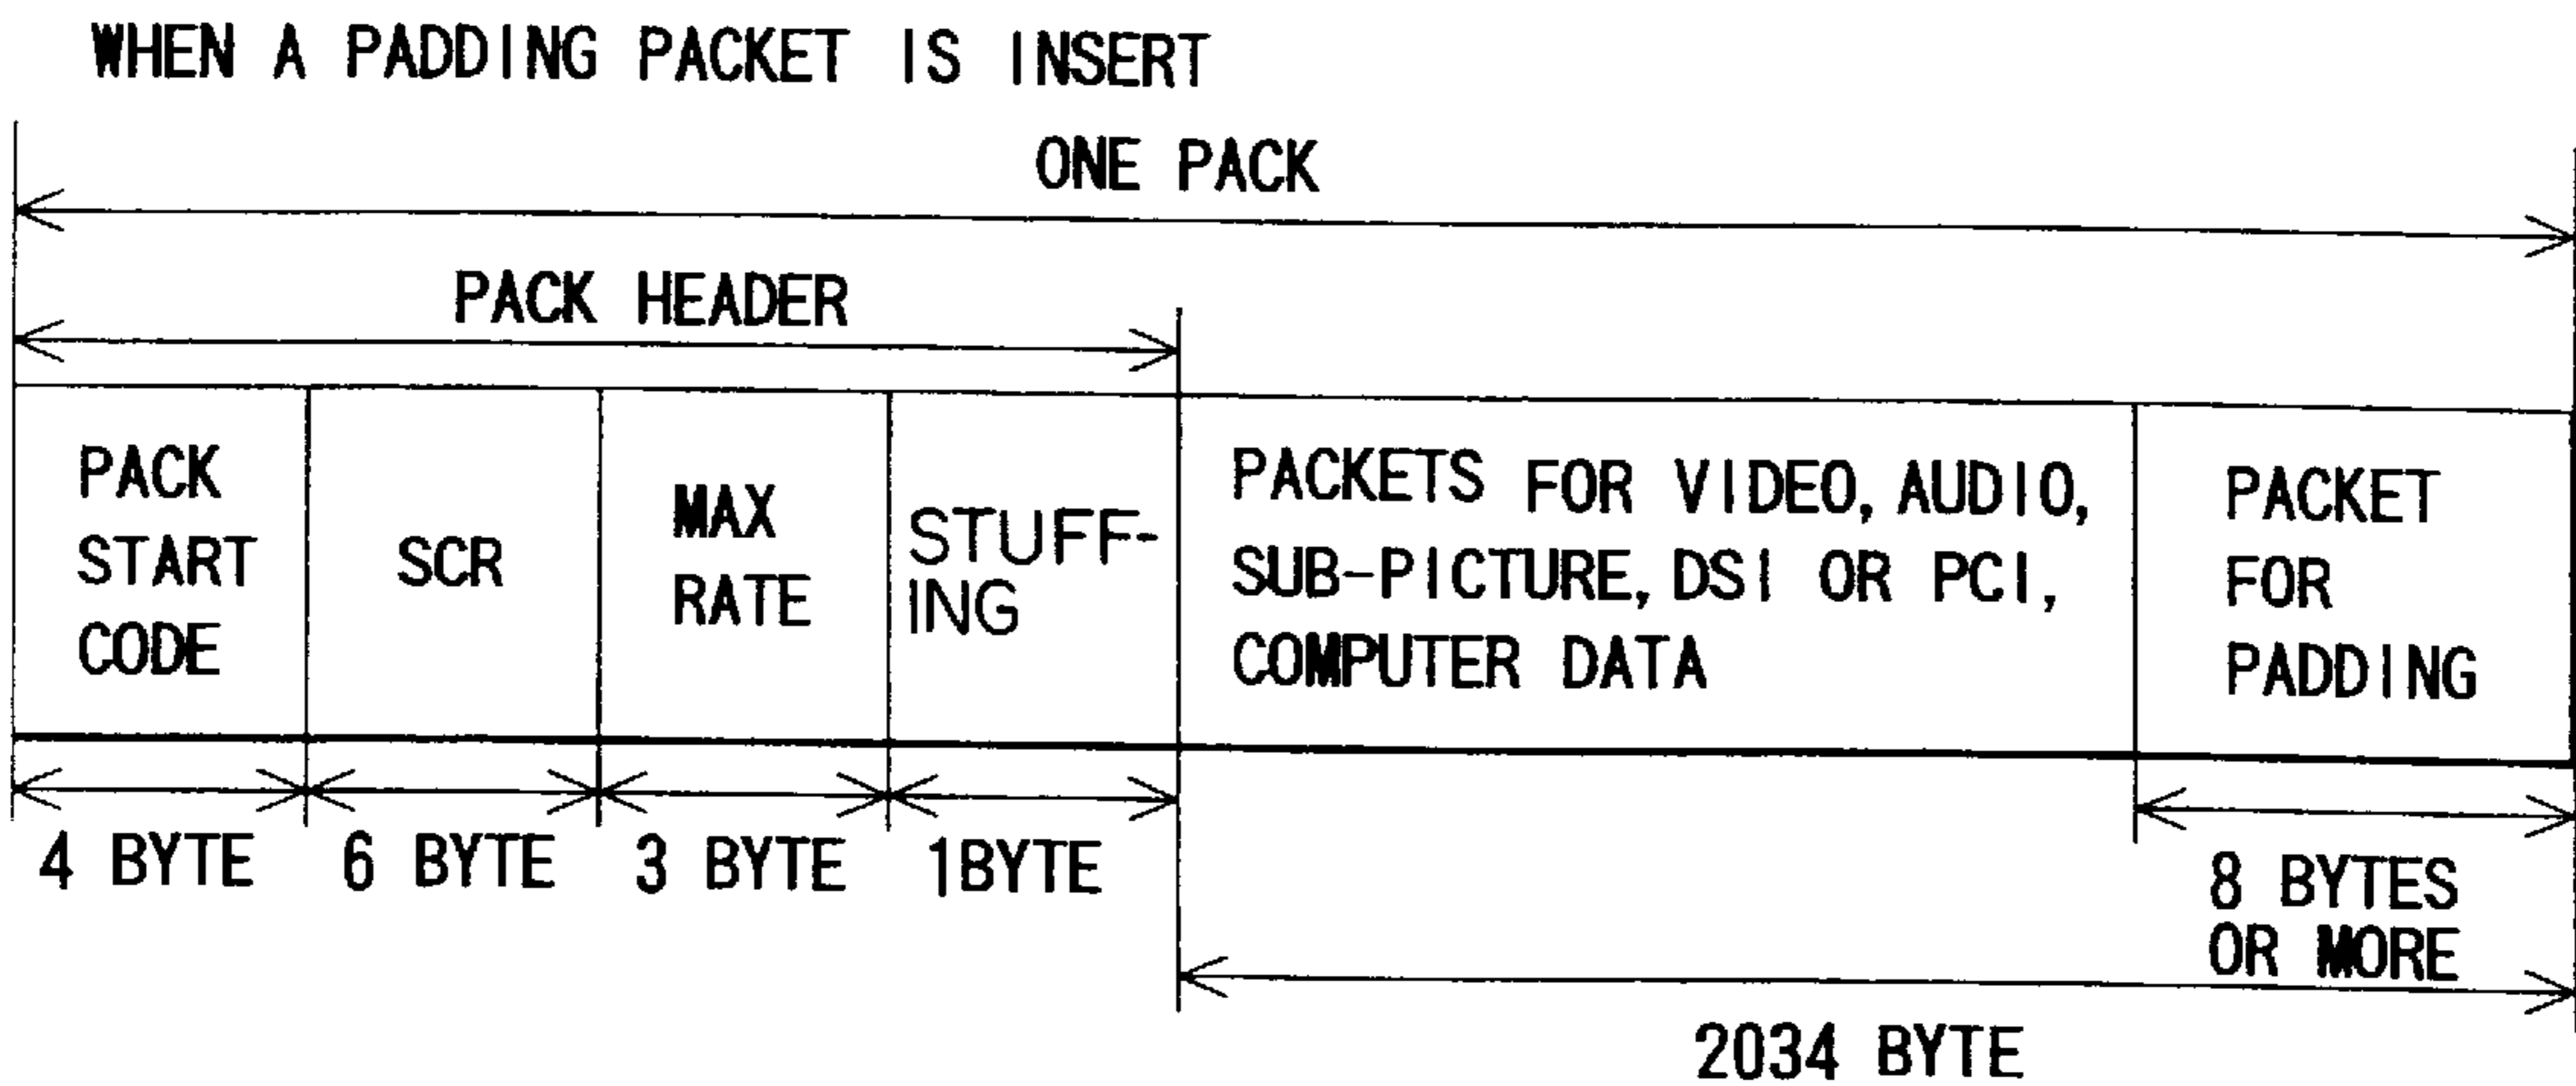 WHEN A PADDING PACKET IS INSERT
ONE PACK
PACK HEADER
PACK
START
CODE
SCR
MAX
RATE
STUFF-
ING
PACKETS FOR VIDEO, AUDIO,
SUB-PICTURE, DSI OR PCI,
COMPUTER DATA
PACKET
FOR
PADDING
4 BYTE
6 BYTE
3 BYTE
1BYTE
8 BYTES
OR MORE
2034 BYTE